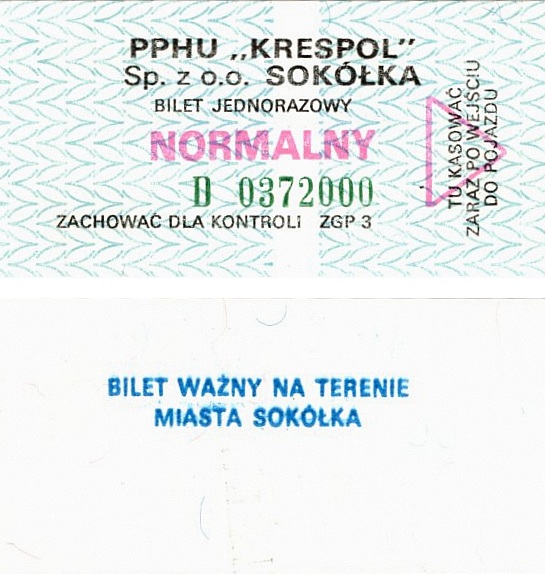 PPHU „KRESPOL”
Sp. z o.o. SOKÓŁKA
BILET JEDNORAZOWY
NORMALNY
D 0372000
ZACHOWAĆ DLA KONTROLI ZGP 3
TU KASOWAĆ
ZARAZ PO WEJŚCIU
DO POJAZDU
BILET WAŻNY NA TERENIE
MIASTA SOKÓŁKA